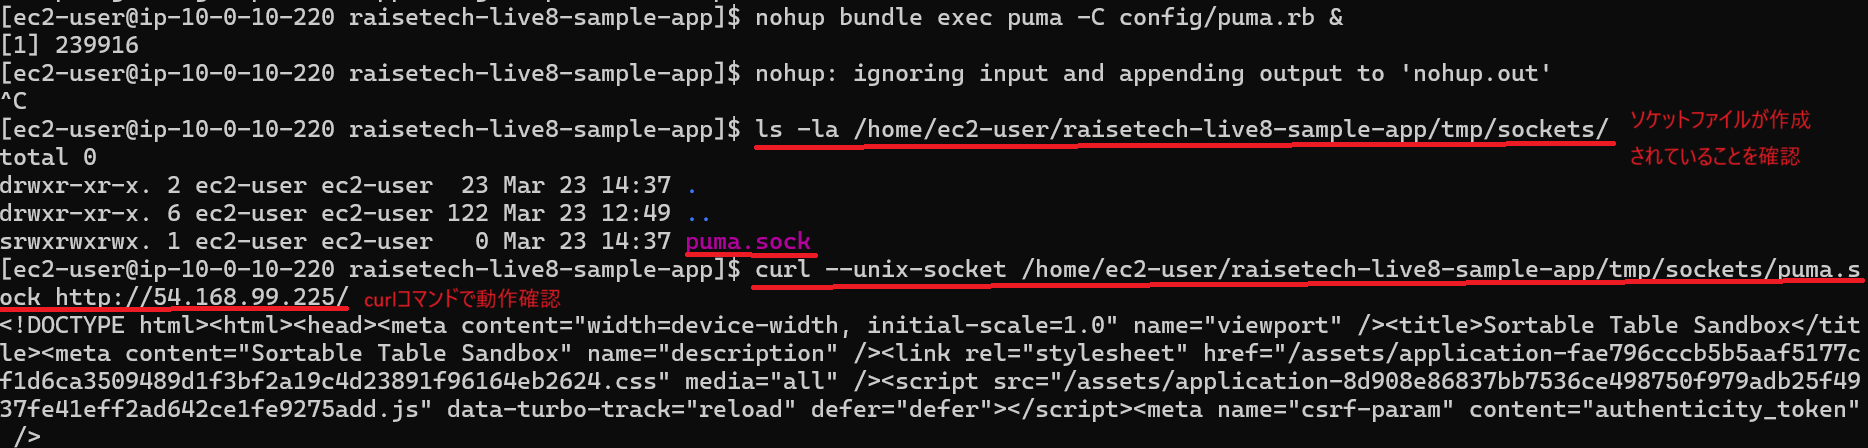 [ec2-user@ip-10-0-10-220 raisetech-live8-sample-app]$ nohup bundle exec puma -C config/puma.rb &
[1] 239916
[ec2-user@ip-10-0-10-220 raisetech-live8-sample-app]$ nohup: ignoring input and appending output to 'nohup.out'
^C
[ec2-user@ip-10-0-10-220 raisetech-live8-sample-app]$ ls -la /home/ec2-user/raisetech-live8-sample-app/tmp/sockets/
ソケットファイルが作成
されていることを確認
total 0
drwxr-xr-x. 2 ec2-user ec2-user  23 Mar 23 14:37 .
drwxr-xr-x. 6 ec2-user ec2-user 122 Mar 23 12:49 ..
srwxrwxrwx. 1 ec2-user ec2-user   0 Mar 23 14:37 puma.sock
[ec2-user@ip-10-0-10-220 raisetech-live8-sample-app]$ curl --unix-socket /home/ec2-user/raisetech-live8-sample-app/tmp/sockets/puma.s
ock http://54.168.99.225/ curlコマンドで動作確認
<!DOCTYPE html><html><head><meta content="width=device-width, initial-scale=1.0" name="viewport" /><title>Sortable Table Sandbox</tit
le><meta content="Sortable Table Sandbox" name="description" /><link rel="stylesheet" href="/assets/application-fae796cccb5b5aaf5177c
f1d6ca3509489d1f3bf2a19c4d23891f96164eb2624.css" media="all" /><script src="/assets/application-8d908e86837bb7536ce498750f979adb25f49
37fe41eff2ad642ce1fe9275add.js" data-turbo-track="reload" defer="defer"></script><meta name="csrf-param" content="authenticity_token"
 />